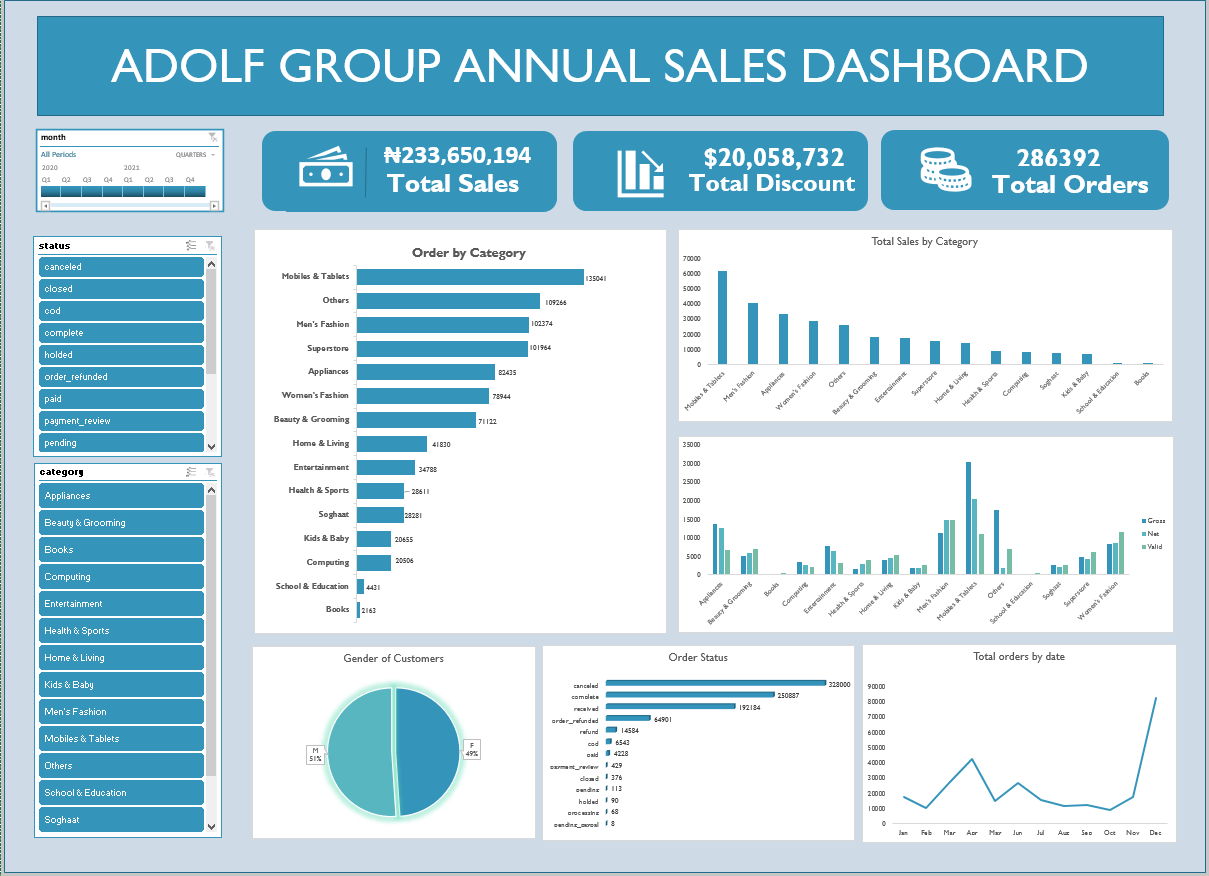 ADOLF GROUP ANNUAL SALES DASHBOARD
month
All Periods QUARTERS
2020 2021
Q1 Q2 Q3 Q4 Q1 Q2 Q3 Q4
₦233,650,194
Total Sales
$20,058,732
Total Discount
286392
Total Orders
status
canceled
closed
cod
complete
holded
order_refunded
paid
payment_review
pending
category
Appliances
Beauty & Grooming
Books
Computing
Entertainment
Health & Sports
Home & Living
Kids & Baby
Men's Fashion
Mobiles & Tablets
Others
School & Education
Soghaat
Order by Category
Mobiles & Tablets 135041
Others 109266
Men's Fashion 102374
Superstore 101964
Appliances 82435
Women's Fashion 78944
Beauty & Grooming 71122
Home & Living 41830
Entertainment 34788
Health & Sports 28611
Soghaat 28281
Kids & Baby 20655
Computing 20506
School & Education 4431
Books 2163
Total Sales by Category
70000
60000
50000
40000
30000
20000
10000
0
Mobiles & Tablets
Men's Fashion
Appliances
Women's Fashion
Others
Beauty & Grooming
Entertainment
Superstore
Home & Living
Health & Sports
Computing
Soghaat
Kids & Baby
School & Education
Books
35000
30000
25000
20000
15000
10000
5000
0
Appliances
Beauty & Grooming
Books
Computing
Entertainment
Health & Sports
Home & Living
Kids & Baby
Men's Fashion
Mobiles & Tablets
Others
School & Education
Soghaat
Superstore
Women's Fashion
Gross
Net
Valid
Gender of Customers
M
51%
F
49%
Order Status
canceled 328000
complete 250887
received 192184
order_refunded 64901
refund 14584
cod 6543
paid 4228
payment_review 429
closed 376
pending 113
holded 90
processing 68
pending_paypal 8
Total orders by date
90000
80000
70000
60000
50000
40000
30000
20000
10000
0
Jan Feb Mar Apr May Jun Jul Aug Sep Oct Nov Dec